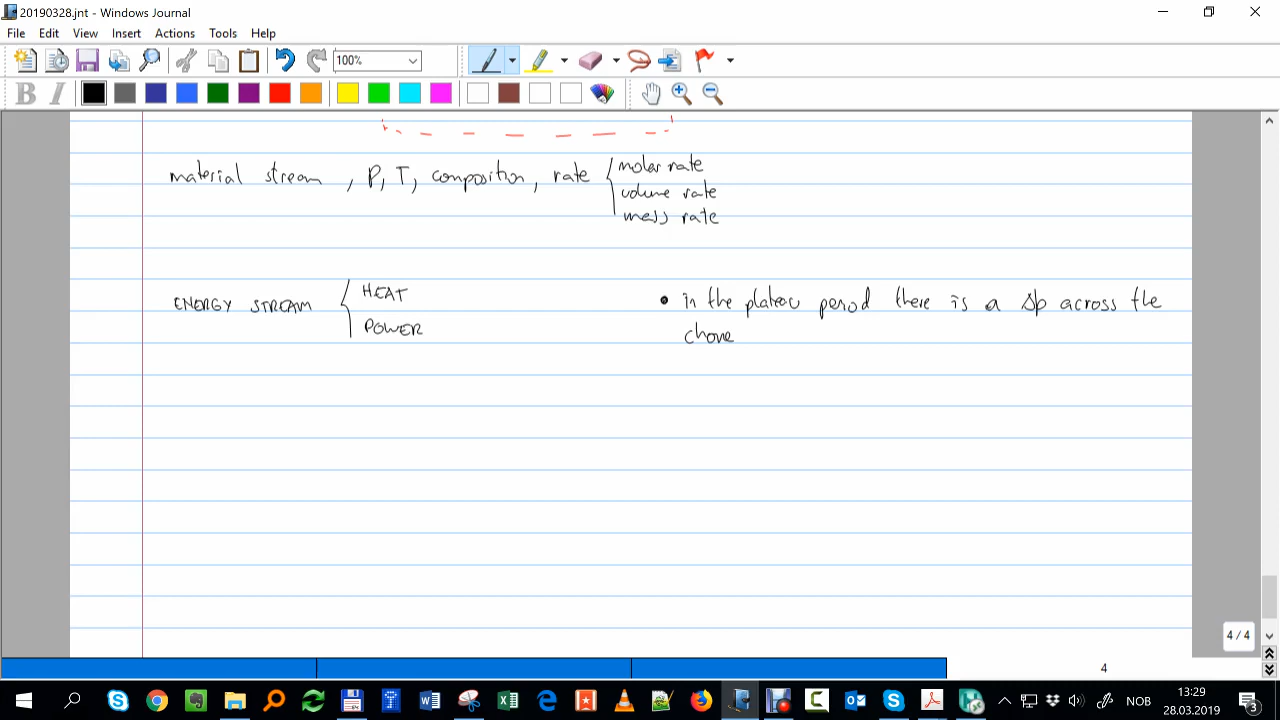 20190328.jnt - Windows Journal
File Edit View Insert Actions Tools Help
100%
B I
material stream , P, T, composition, rate
molar rate
volume rate
mass rate
ENERGY STREAM
HEAT
POWER
• in the plateau period there is a Δp across the
choke
4 / 4
4
NOB
13:29
28.03.2019
3